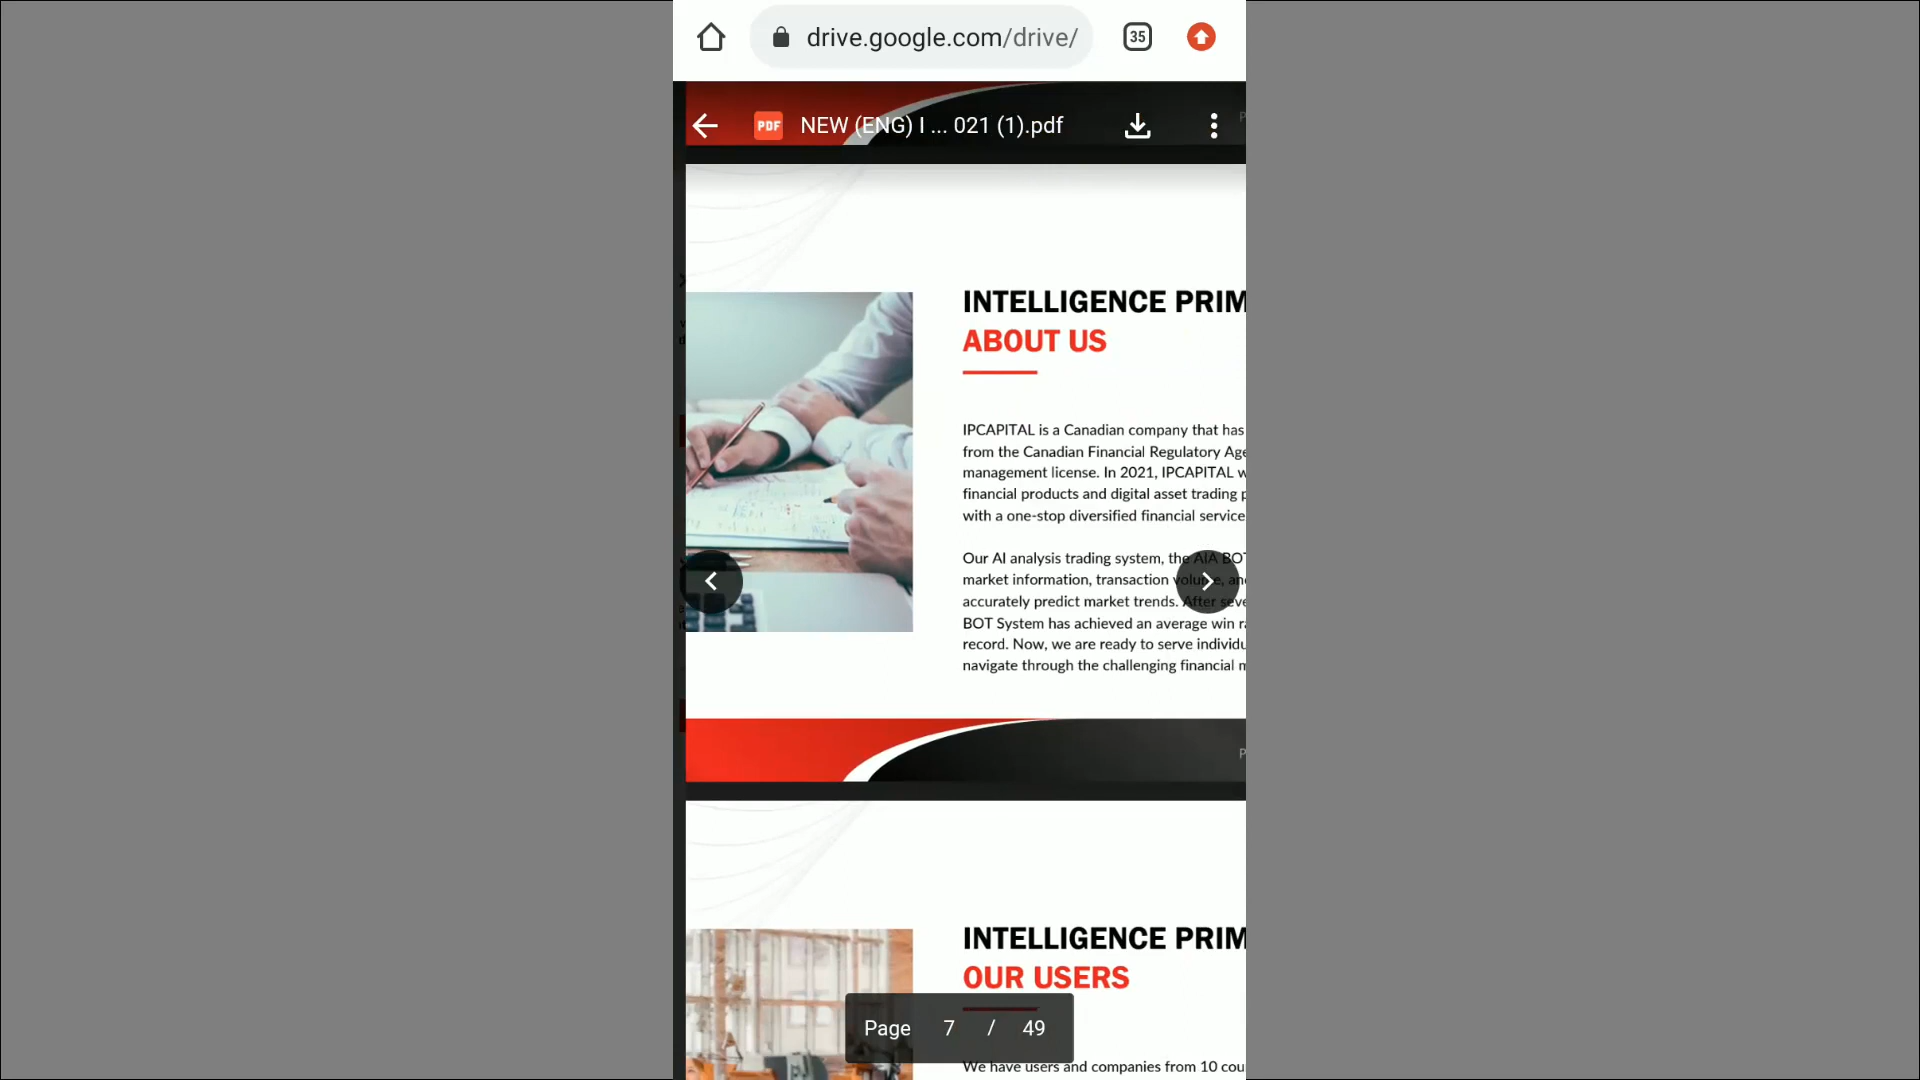 drive.google.com/drive/
35
PDF
NEW (ENG) I ... 021 (1).pdf
INTELLIGENCE PRIM
ABOUT US
IPCAPITAL is a Canadian company that has
from the Canadian Financial Regulatory Age
management license. In 2021, IPCAPITAL w
financial products and digital asset trading p
with a one-stop diversified financial service
Our AI analysis trading system, the AIA BOT
market information, transaction volume, an
accurately predict market trends. After seve
BOT System has achieved an average win ra
record. Now, we are ready to serve individu
navigate through the challenging financial m
P
INTELLIGENCE PRIM
OUR USERS
Page 7 / 49
We have users and companies from 10 cou